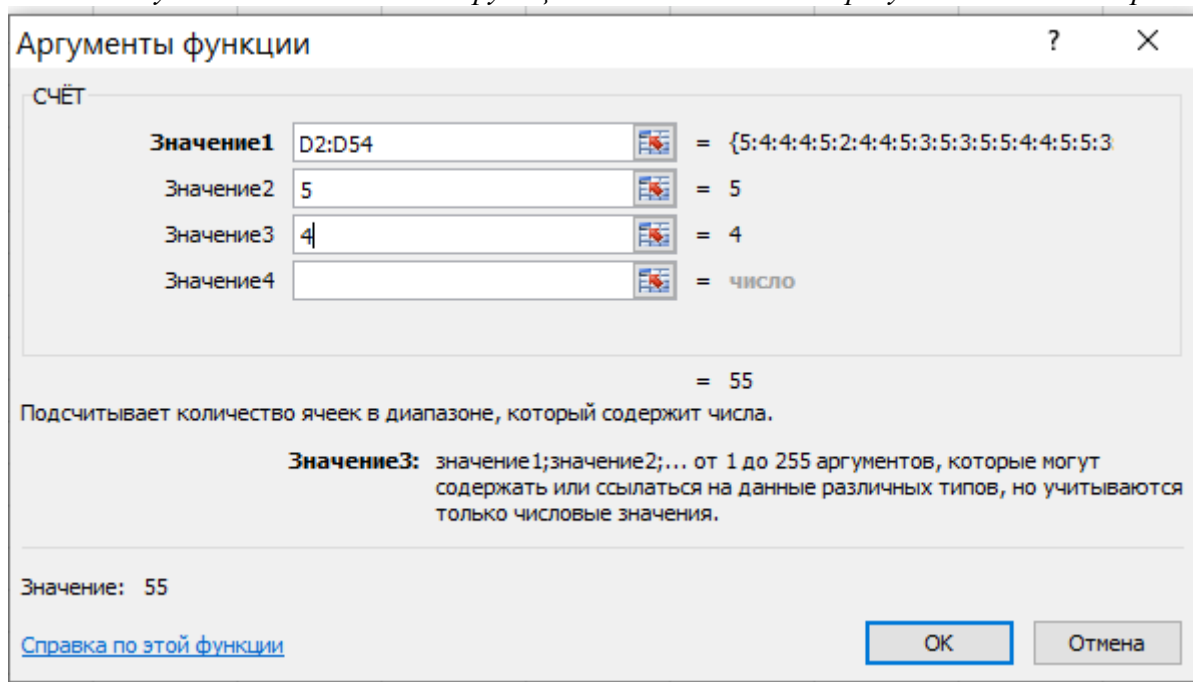 Аргументы функции ? ×
СЧЁТ
Значение1 D2:D54 = {5:4:4:4:5:2:4:4:5:3:5:3:5:5:4:4:5:5:3
Значение2 5 = 5
Значение3 4 = 4
Значение4 = число
= 55
Подсчитывает количество ячеек в диапазоне, который содержит числа.
Значение3: значение1;значение2;... от 1 до 255 аргументов, которые могут
содержать или ссылаться на данные различных типов, но учитываются
только числовые значения.
Значение: 55
Справка по этой функции OK Отмена